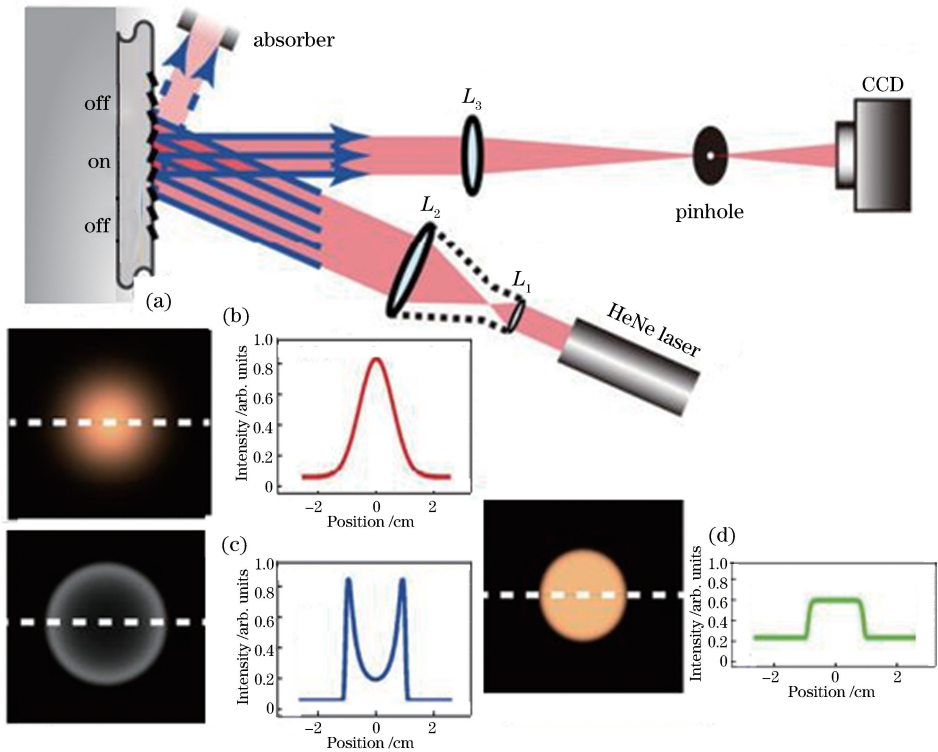 absorber
off
on
off
L3
CCD
pinhole
L2
L1
HeNe laser
(a)
(b)
Intensity /arb. units
1.0
0.8
0.6
0.4
0.2
0
−2 0 2
Position /cm
(c)
Intensity /arb. units
1.0
0.8
0.6
0.4
0.2
0
−2 0 2
Position /cm
(d)
Intensity /arb. units
1.0
0.8
0.6
0.4
0.2
0
−2 0 2
Position /cm